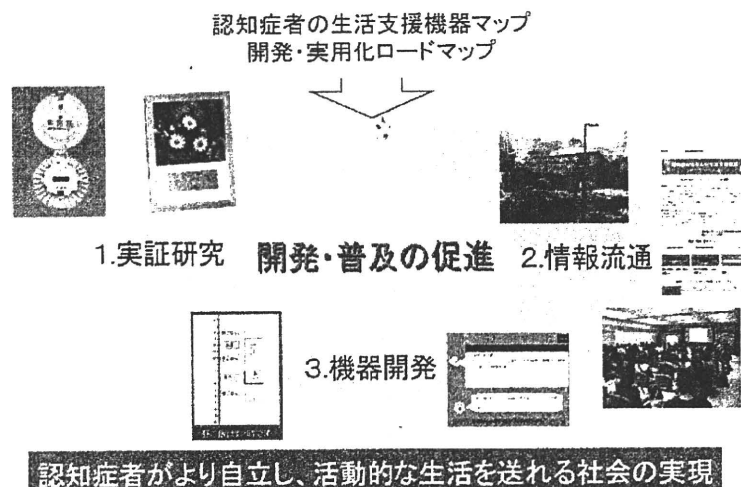 認知症者の生活支援機器マップ
開発・実用化ロードマップ
1.実証研究
開発・普及の促進
2.情報流通
3.機器開発
認知症者がより自立し、活動的な生活を送れる社会の実現